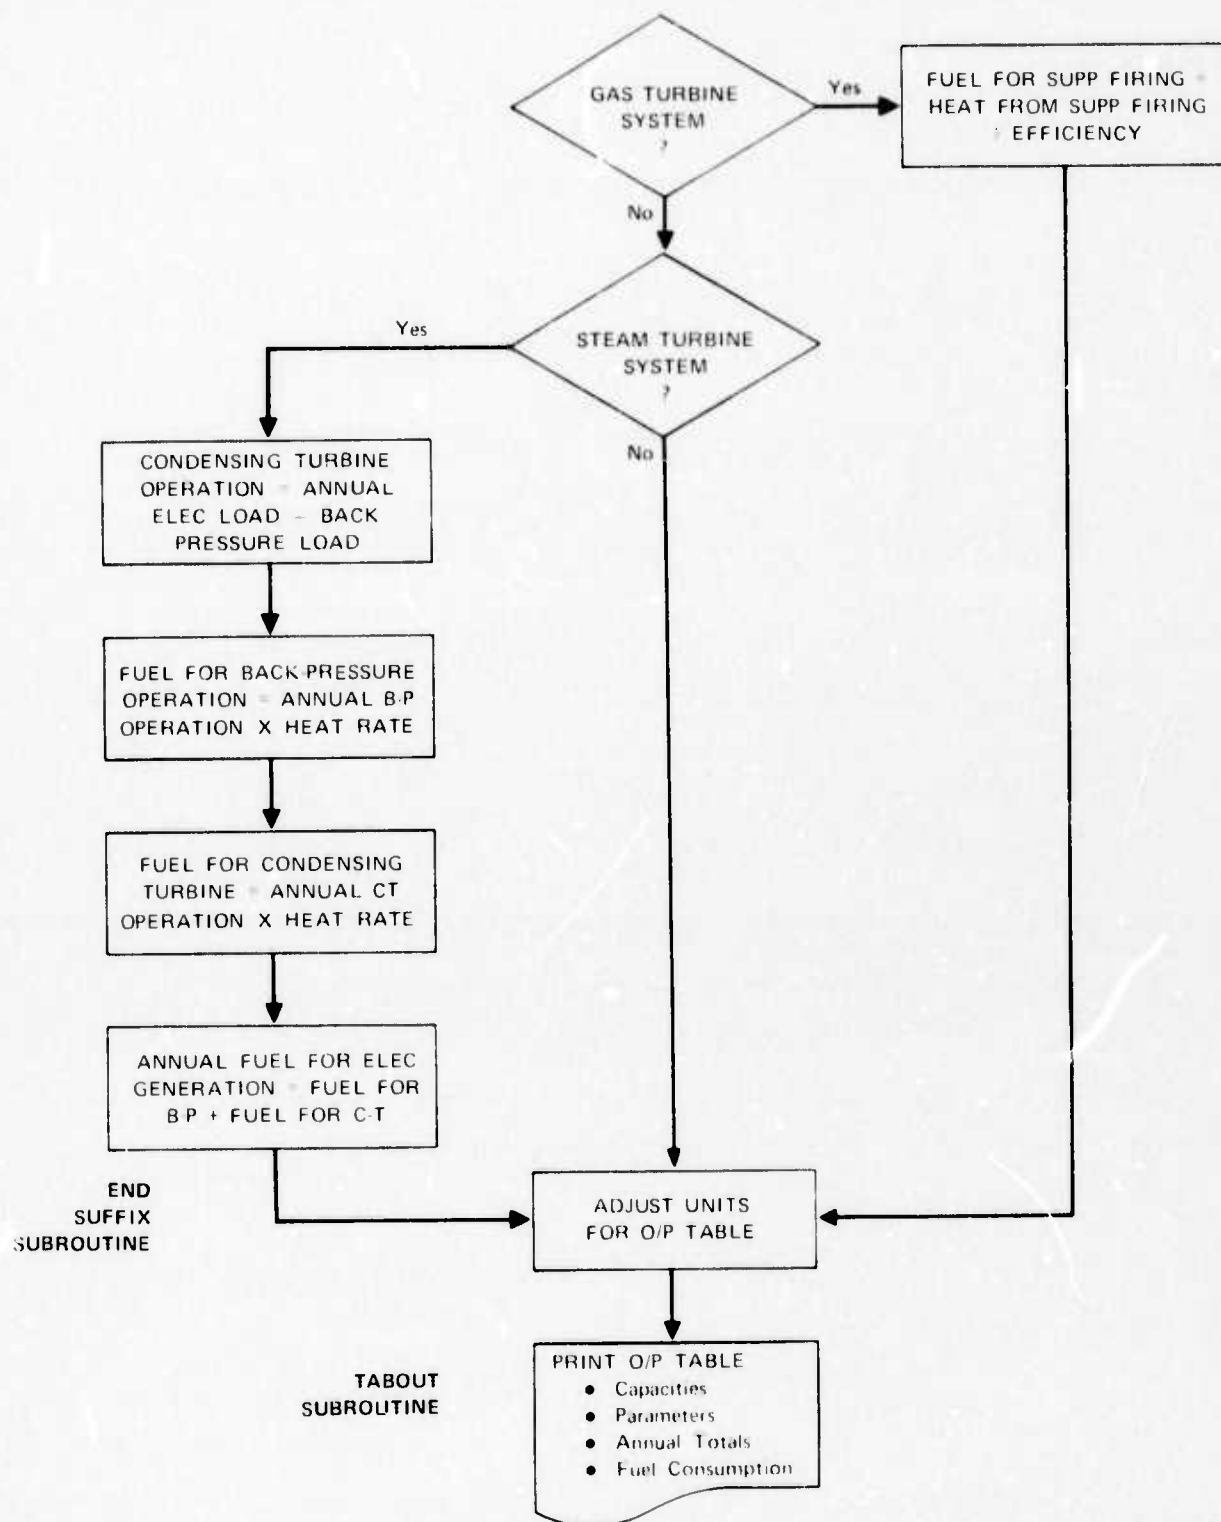 GAS TURBINE
SYSTEM
?
Yes
FUEL FOR SUPP FIRING =
HEAT FROM SUPP FIRING
÷ EFFICIENCY
No
STEAM TURBINE
SYSTEM
?
Yes
No
CONDENSING TURBINE
OPERATION = ANNUAL
ELEC LOAD - BACK
PRESSURE LOAD
FUEL FOR BACK-PRESSURE
OPERATION = ANNUAL B-P
OPERATION X HEAT RATE
FUEL FOR CONDENSING
TURBINE = ANNUAL CT
OPERATION X HEAT RATE
ANNUAL FUEL FOR ELEC
GENERATION = FUEL FOR
B-P + FUEL FOR C-T
END
SUFFIX
SUBROUTINE
ADJUST UNITS
FOR O/P TABLE
TABOUT
SUBROUTINE
PRINT O/P TABLE
● Capacities
● Parameters
● Annual Totals
● Fuel Consumption